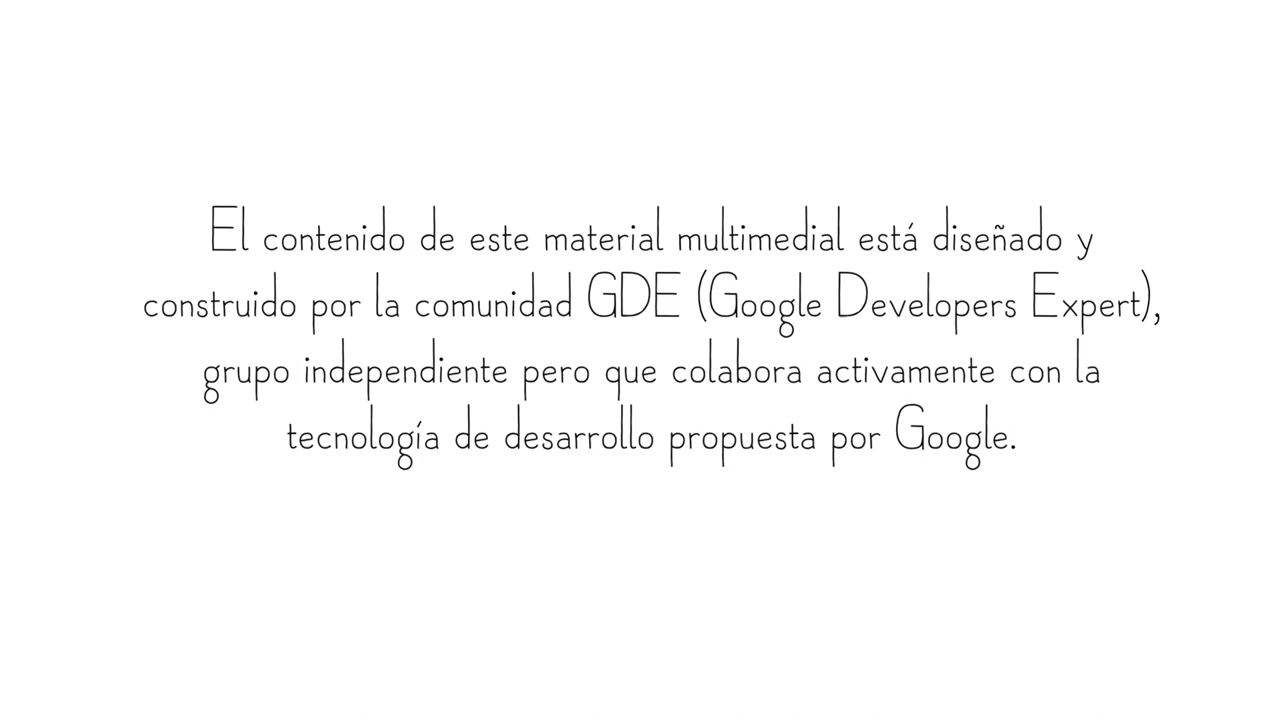 El contenido de este material multimedial está diseñado y
construido por la comunidad GDE (Google Developers Expert),
grupo independiente pero que colabora activamente con la
tecnología de desarrollo propuesta por Google.